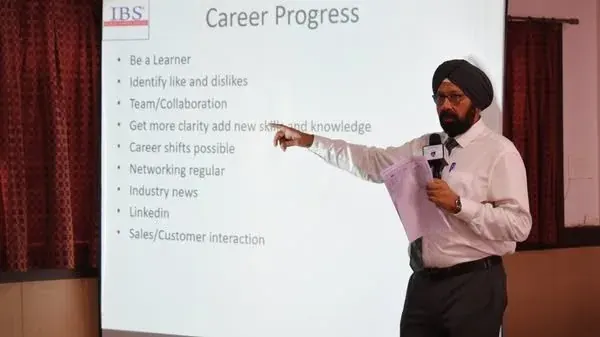 IBS
Career Progress
Be a Learner
Identify like and dislikes
Team/Collaboration
Get more clarity add new skills and knowledge
Career shifts possible
Networking regular
Industry news
Linkedin
Sales/Customer interaction